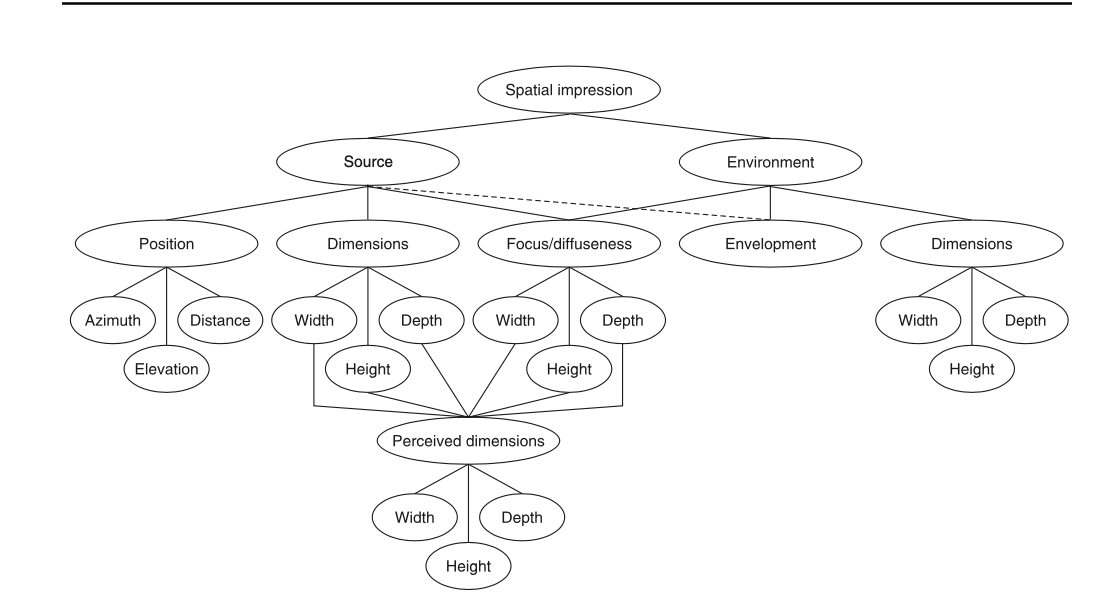 Spatial impression
Source
Environment
Position
Dimensions
Focus/diffuseness
Envelopment
Dimensions
Azimuth
Distance
Width
Depth
Width
Depth
Width
Depth
Elevation
Height
Height
Height
Perceived dimensions
Width
Depth
Height